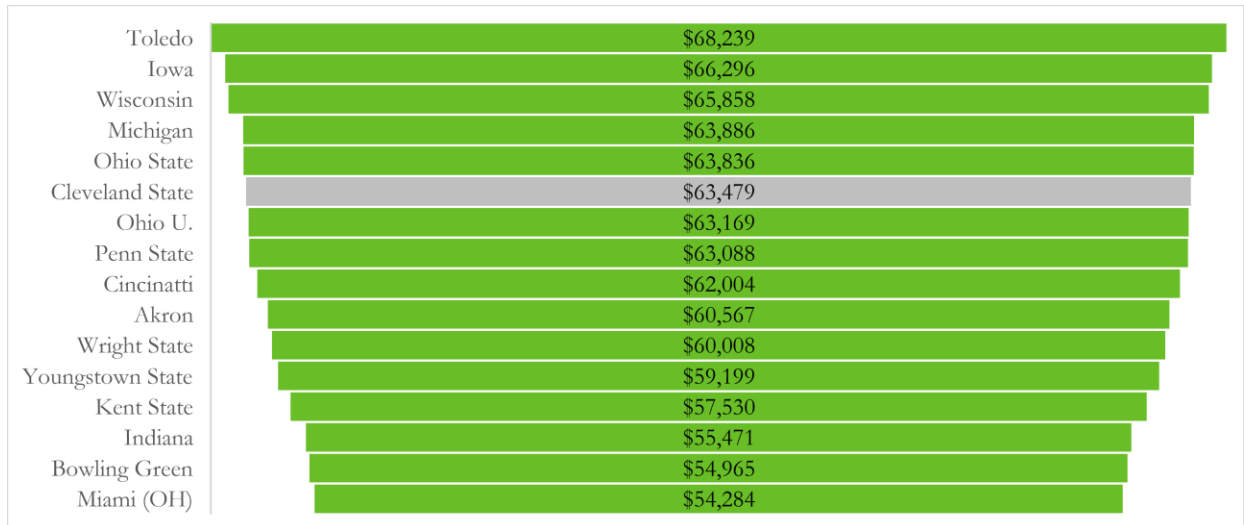 Toledo $68,239
Iowa $66,296
Wisconsin $65,858
Michigan $63,886
Ohio State $63,836
Cleveland State $63,479
Ohio U. $63,169
Penn State $63,088
Cincinatti $62,004
Akron $60,567
Wright State $60,008
Youngstown State $59,199
Kent State $57,530
Indiana $55,471
Bowling Green $54,965
Miami (OH) $54,284